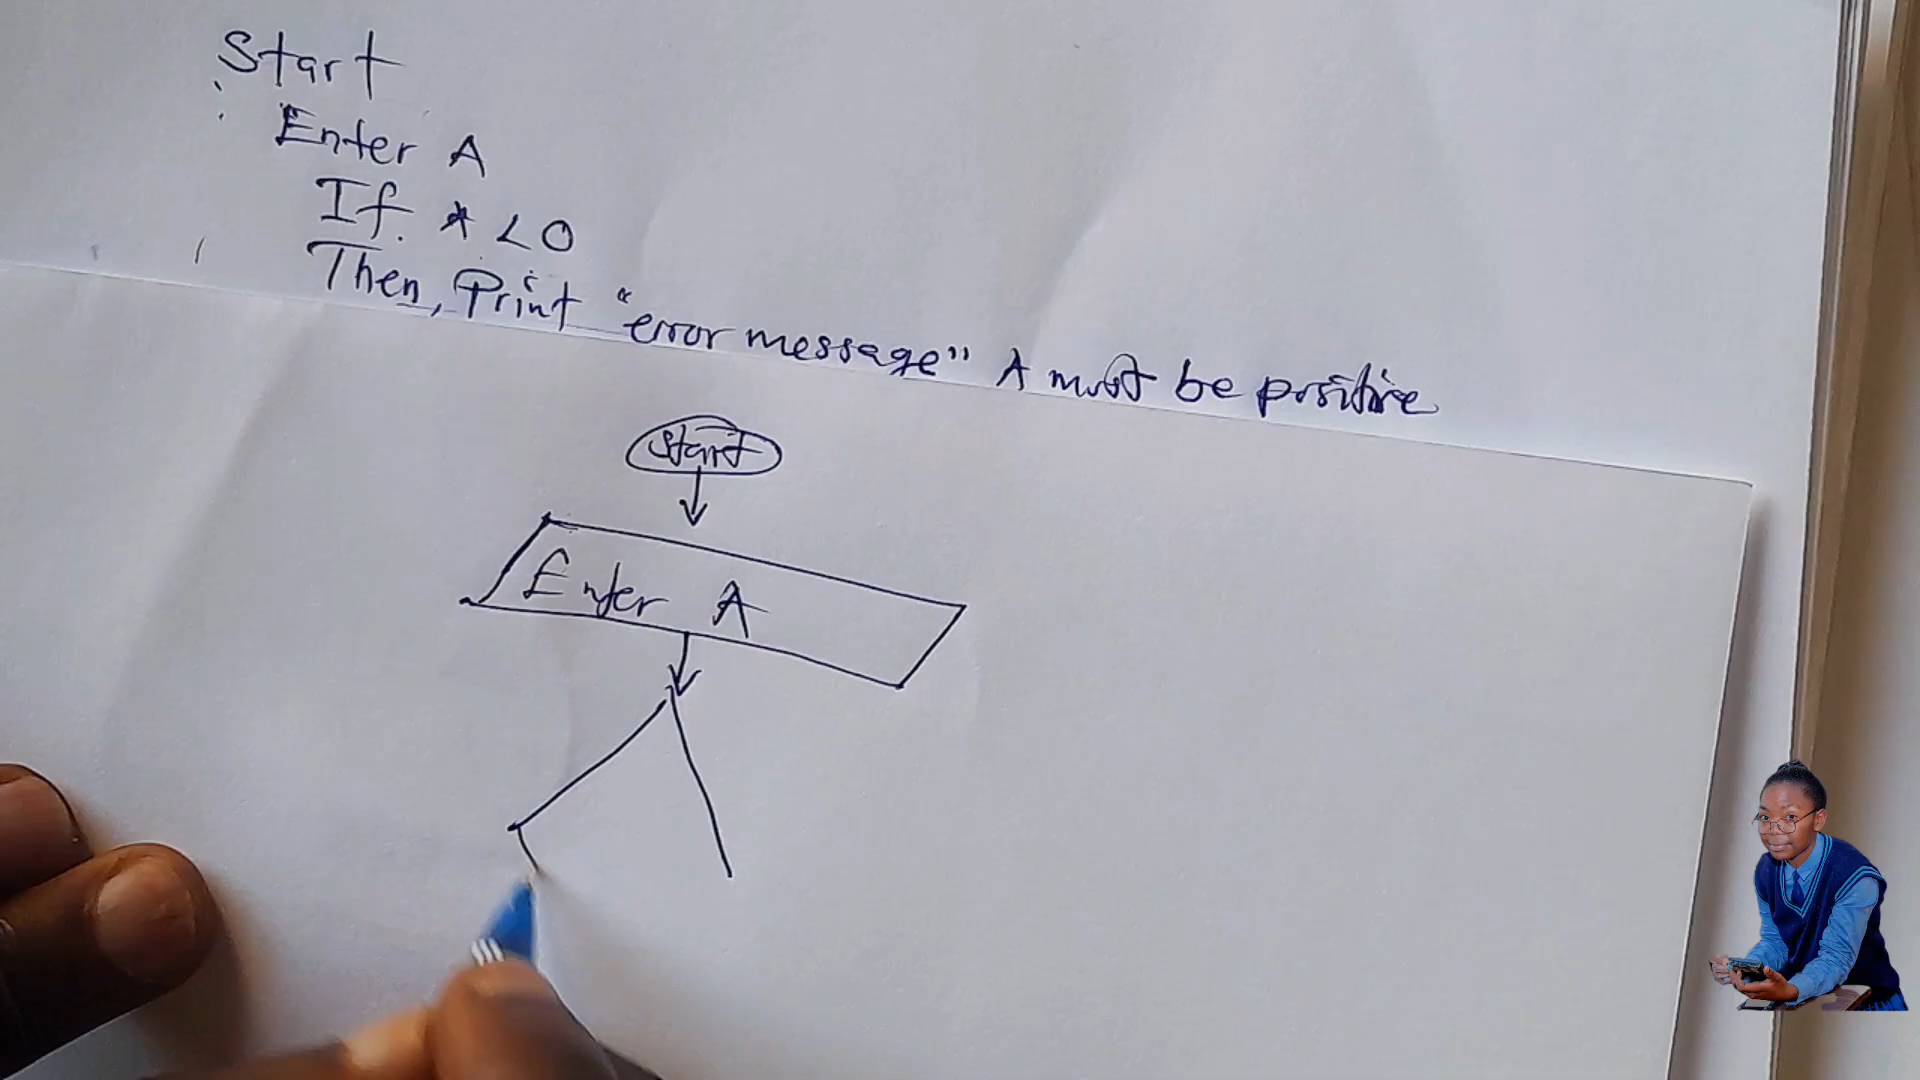 Start
Enter A
If A < 0
Then, Print "error message" A must be positive
Start
Enter A